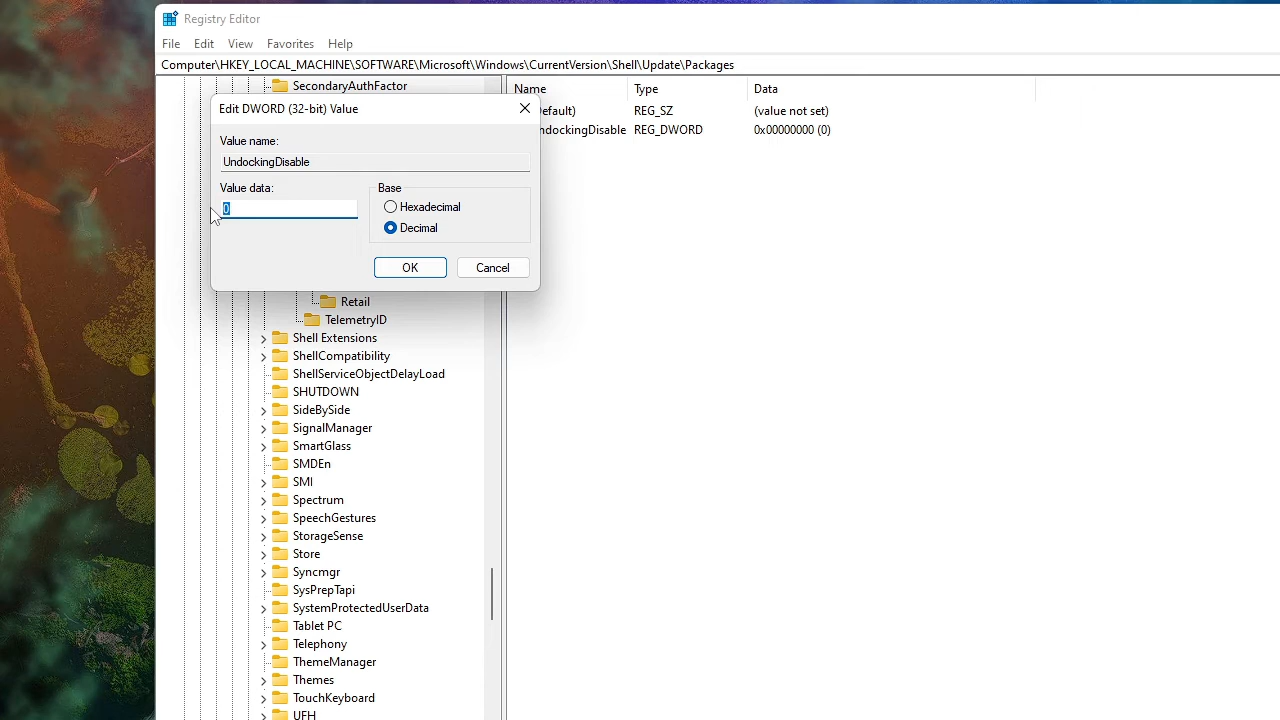 Registry Editor
File Edit View Favorites Help
Computer\HKEY_LOCAL_MACHINE\SOFTWARE\Microsoft\Windows\CurrentVersion\Shell\Update\Packages
SecondaryAuthFactor
Name Type Data
Edit DWORD (32-bit) Value
efault) REG_SZ (value not set)
ndockingDisable REG_DWORD 0x00000000 (0)
Value name:
UndockingDisable
Value data:
Base
0
Hexadecimal
Decimal
OK
Cancel
Retail
TelemetryID
Shell Extensions
ShellCompatibility
ShellServiceObjectDelayLoad
SHUTDOWN
SideBySide
SignalManager
SmartGlass
SMDEn
SMI
Spectrum
SpeechGestures
StorageSense
Store
Syncmgr
SysPrepTapi
SystemProtectedUserData
Tablet PC
Telephony
ThemeManager
Themes
TouchKeyboard
UFH